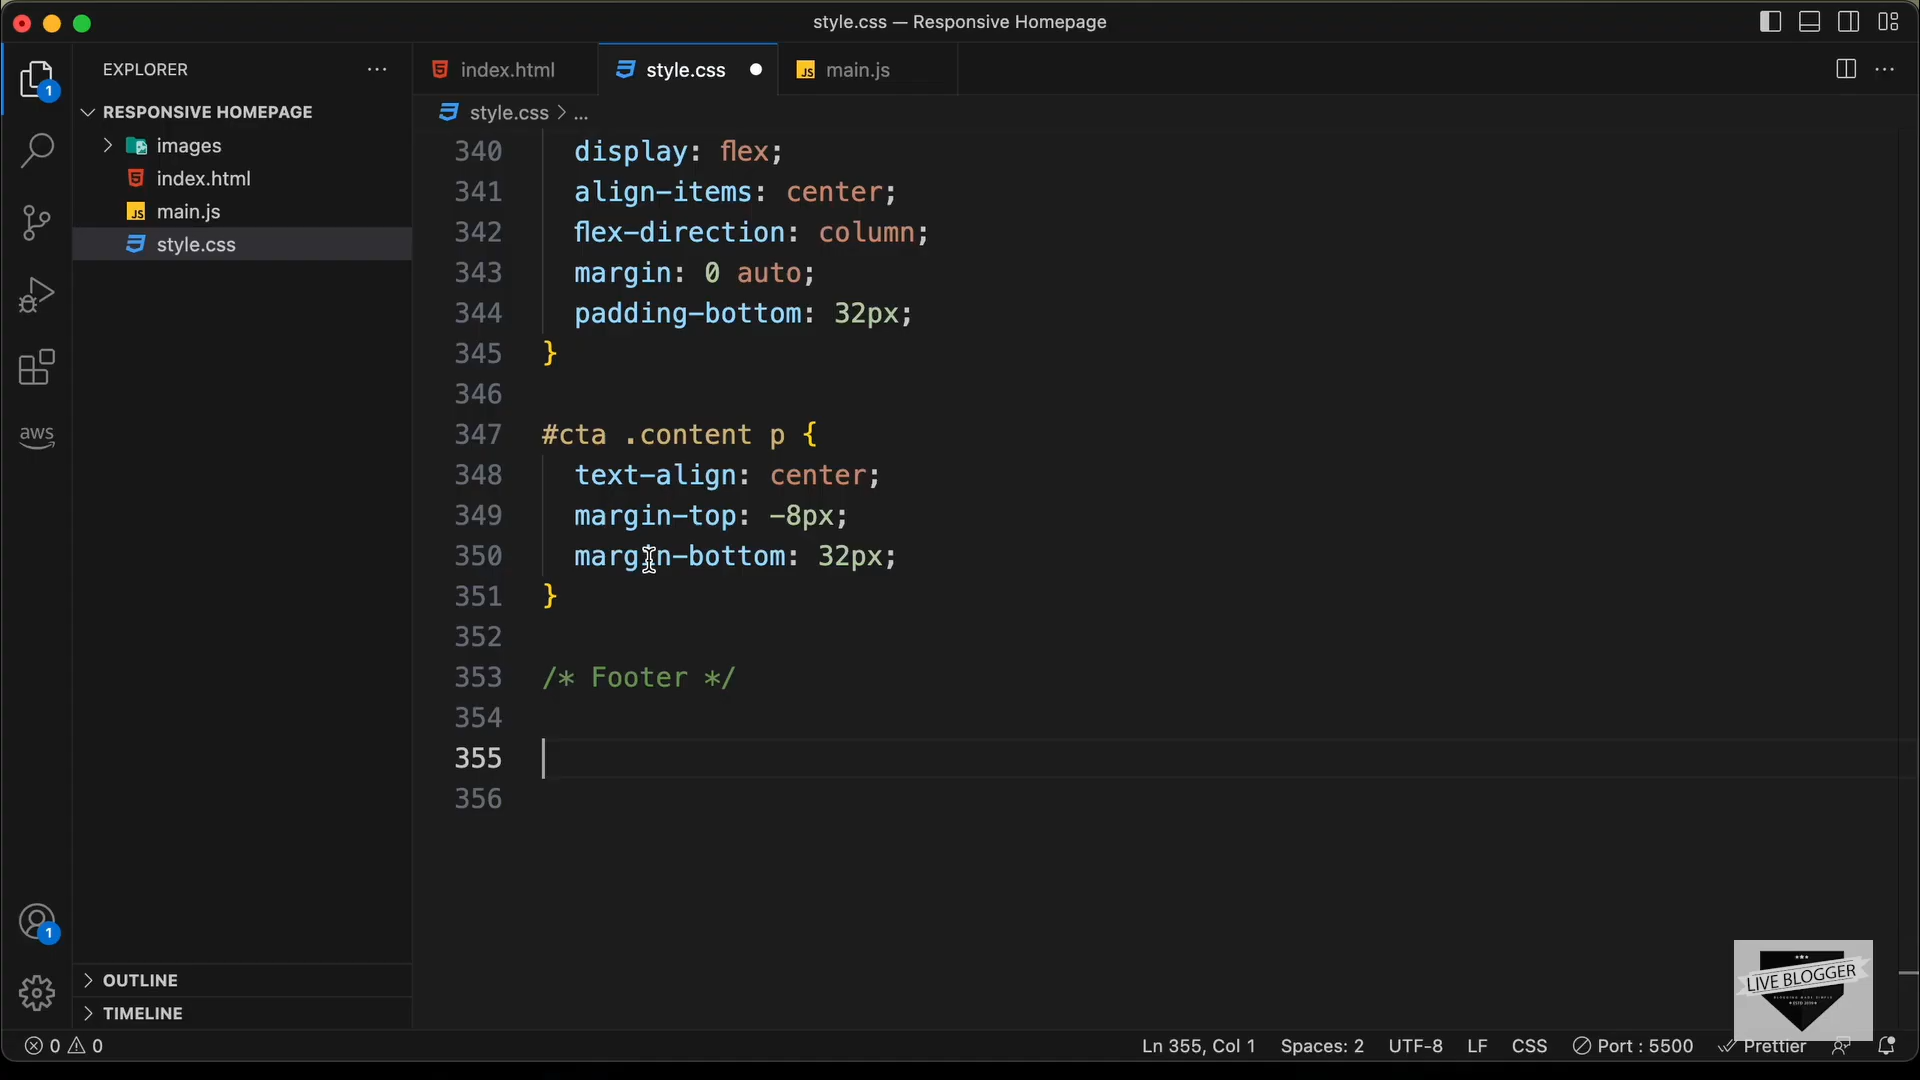 style.css — Responsive Homepage
EXPLORER
index.html
style.css
main.js
RESPONSIVE HOMEPAGE
images
index.html
main.js
style.css
style.css > ...
340 display: flex;
341 align-items: center;
342 flex-direction: column;
343 margin: 0 auto;
344 padding-bottom: 32px;
345 }
346
347 #cta .content p {
348 text-align: center;
349 margin-top: -8px;
350 margin-bottom: 32px;
351 }
352
353 /* Footer */
354
355
356
1
aws
1
OUTLINE
TIMELINE
LIVE BLOGGER
0 0
Ln 355, Col 1
Spaces: 2
UTF-8
LF
CSS
Port : 5500
Prettier